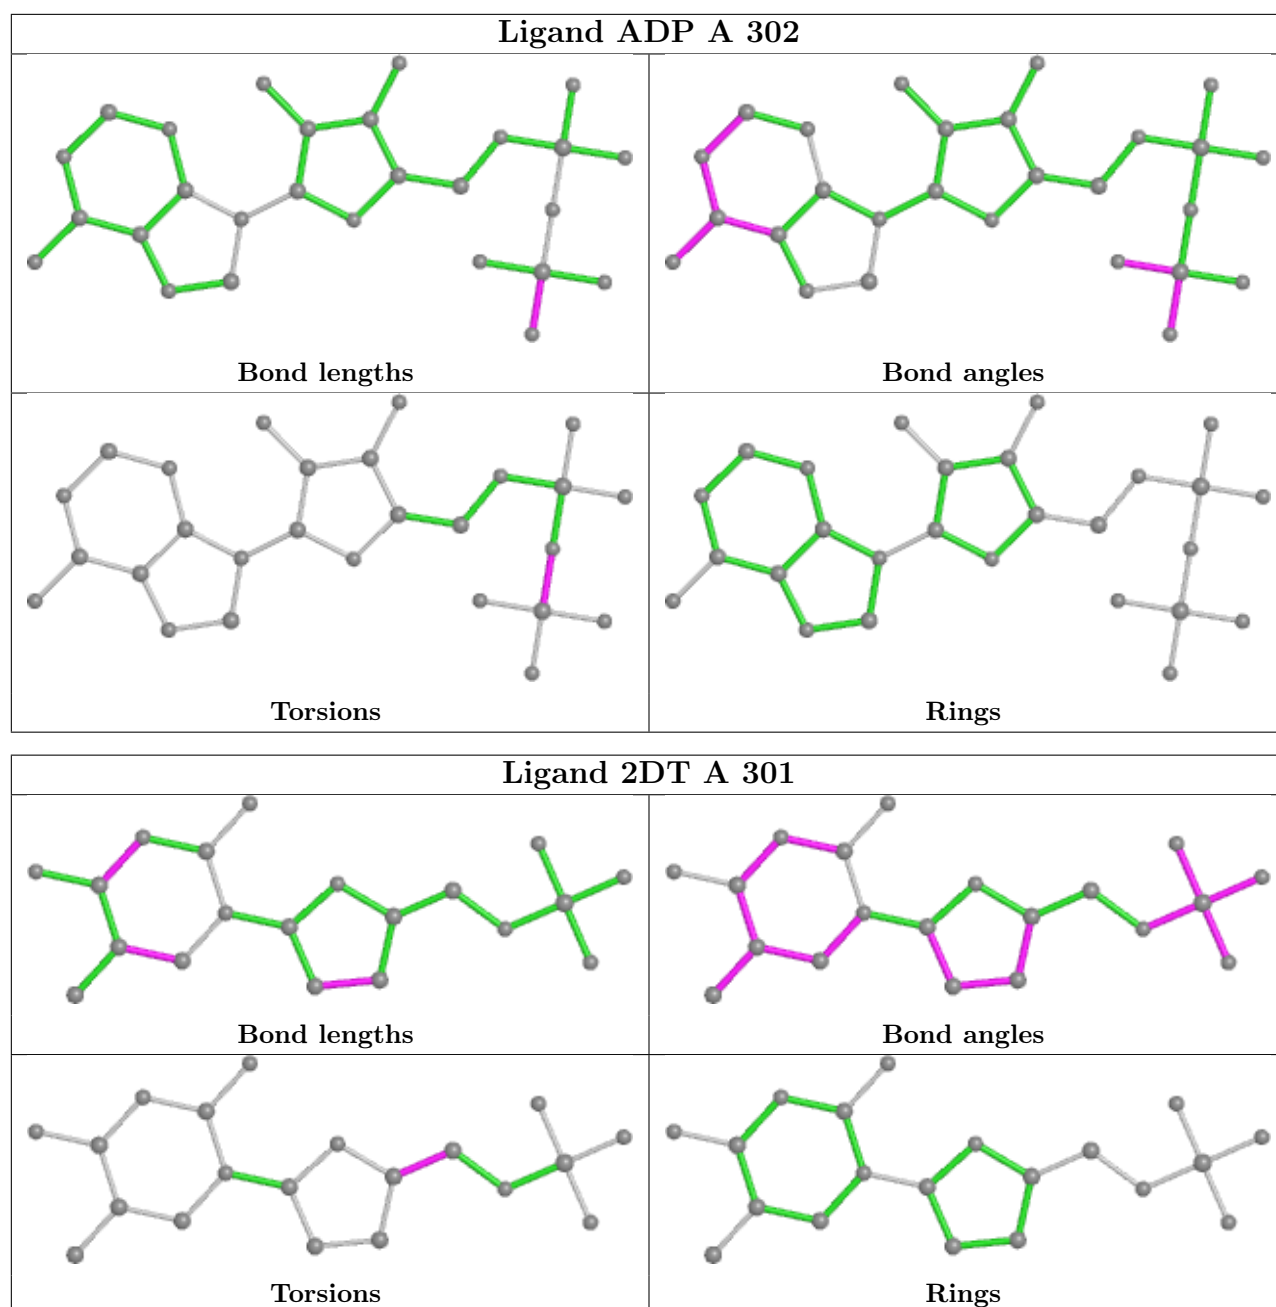 Ligand ADP A 302
Bond lengths
Bond angles
Torsions
Rings
Ligand 2DT A 301
Bond lengths
Bond angles
Torsions
Rings